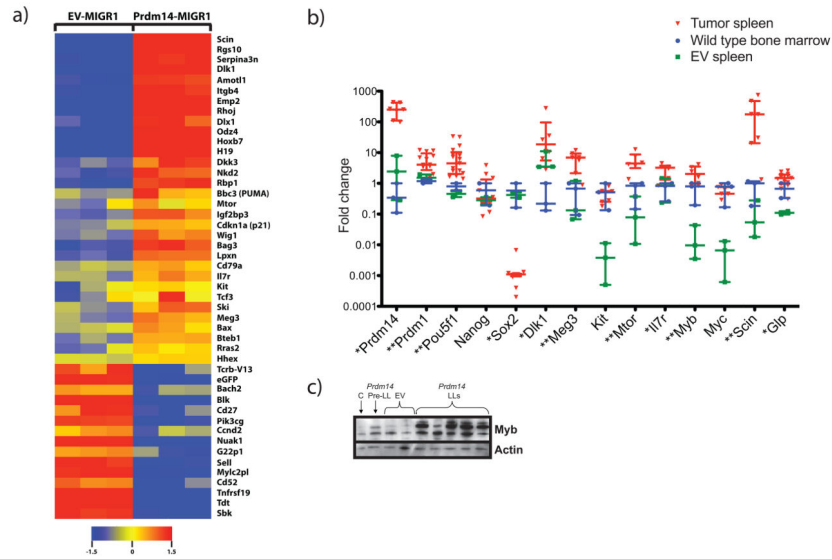 a)
EV-MIGR1 Prdm14-MIGR1
Scin
Rgs10
Serpina3n
Dlk1
Amotl1
Itgb4
Emp2
Rhoj
Dlx1
Odz4
Hoxb7
H19
Dkk3
Nkd2
Rbp1
Bbc3 (PUMA)
Mtor
Igf2bp3
Cdkn1a (p21)
Wig1
Bag3
Lpxn
Cd79a
Il7r
Kit
Tcf3
Ski
Meg3
Bax
Bteb1
Rras2
Hhex
Tcrb-V13
eGFP
Bach2
Blk
Cd27
Pik3cg
Ccnd2
Nuak1
G22p1
Sell
Mylc2pl
Cd52
Tnfrsf19
Tdt
Sbk
-1.5 0 1.5
b)
Tumor spleen
Wild type bone marrow
EV spleen
Fold change
1000
100
10
1
0.1
0.01
0.001
0.0001
*Prdm14
**Prdm1
**Pou5f1
Nanog
*Sox2
*Dlk1
**Meg3
Kit
**Mtor
*Il7r
**Myb
Myc
**Scin
*Glp
c)
Prdm14 Prdm14
C Pre-LL EV LLs
Myb
Actin